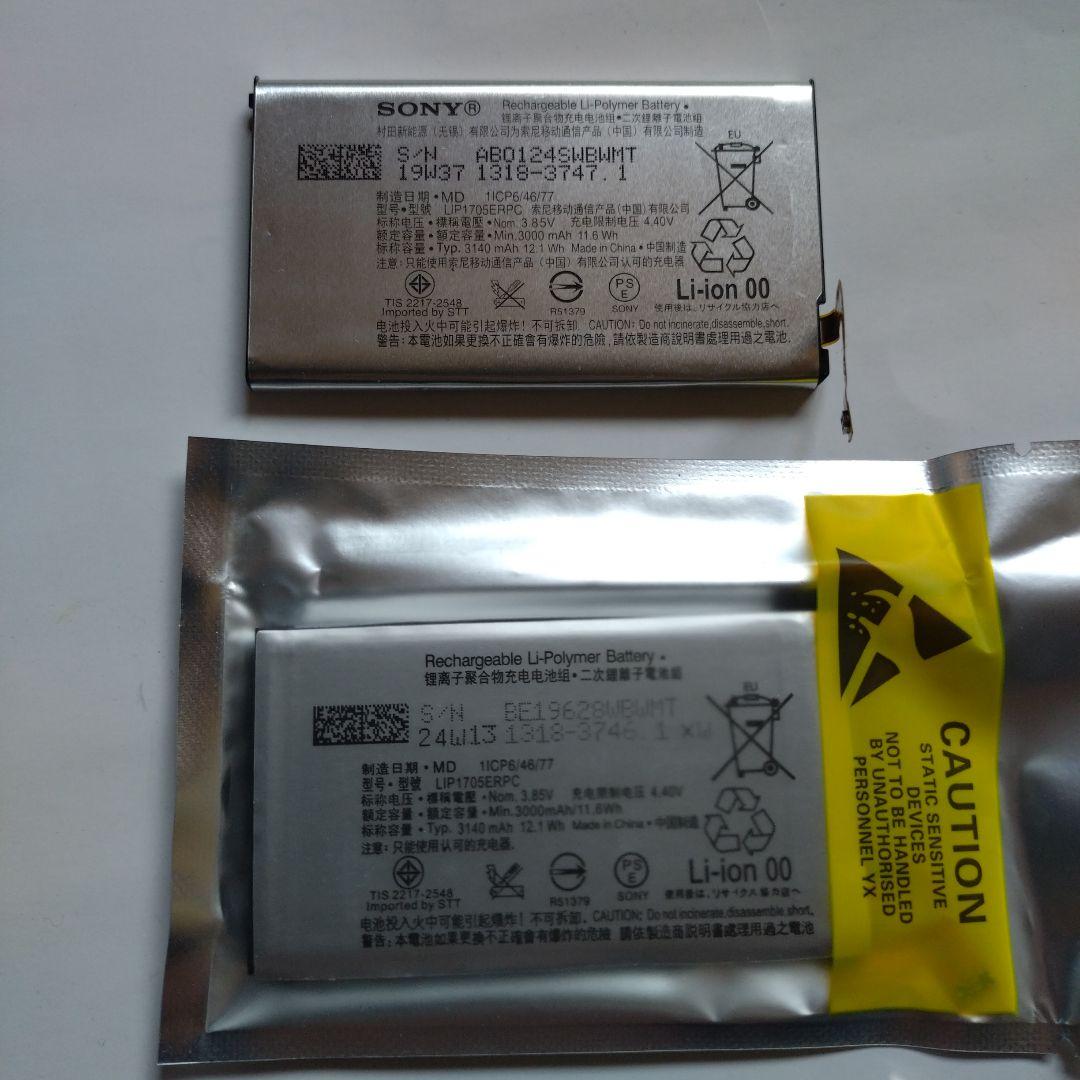 SONY® Rechargeable Li-Polymer Battery •
锂离子聚合物充电电池组•二次鋰離子電池組
村田新能源（无锡）有限公司为索尼移动通信产品（中国）有限公司制造
EU
S/N AB0124SWBWMT
19W37 1318-3747.1
制造日期•MD 1ICP6/46/77
型号•型號 LIP1705ERPC 索尼移动通信产品(中国)有限公司
标称电压•標稱電壓•Nom. 3.85V 充电限制电压 4.40V
额定容量•額定容量•Min. 3000 mAh 11.6 Wh
标称容量•Typ. 3140 mAh 12.1 Wh Made in China •中国制造
注意：只能使用索尼移动通信产品（中国）有限公司认可的充电器
Li-ion 00
TIS 2217-2548
Imported by STT
R51379
PS
E
SONY
使用後は、リサイクル協力店へ
电池投入火中可能引起爆炸！不可拆卸. CAUTION: Do not incinerate,disassemble,short.
警告：本電池如果更換不正確會有爆炸的危險，請依製造商說明書處理用過之電池.
Rechargeable Li-Polymer Battery •
锂离子聚合物充电电池组•二次鋰離子電池組
EU
S/N BE19628WBWMT
24W13 1318-3746.1 xW
制造日期•MD 1ICP6/46/77
型号•型號 LIP1705ERPC
标称电压•標稱電壓•Nom. 3.85V 充电限制电压 4.40V
额定容量•額定容量•Min.3000mAh/11.6Wh
标称容量•Typ. 3140 mAh 12.1 Wh Made in China •中国制造
注意：只能使用认可的充电器.
Li-ion 00
TIS 2217-2548
Imported by STT
R51379
PS
E
SONY
使用後は、リサイクル協力店へ
电池投入火中可能引起爆炸！不可拆卸. CAUTION: Do not incinerate,disassemble,short.
警告：本電池如果更換不正確會有爆炸的危險 請依製造商說明書處理用過之電池
CAUTION
STATIC SENSITIVE
DEVICES
NOT TO BE HANDLED
BY UNAUTHORISED
PERSONNEL YX